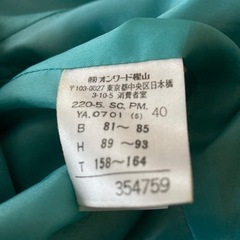 ㈱オンワード樫山
〒103-0027 東京都中央区日本橋
3-10-5 消費者室
220-5. SC. PM.
YA.0701 (5) 40
B 81〜85
H 89〜93
T 158〜164
354759